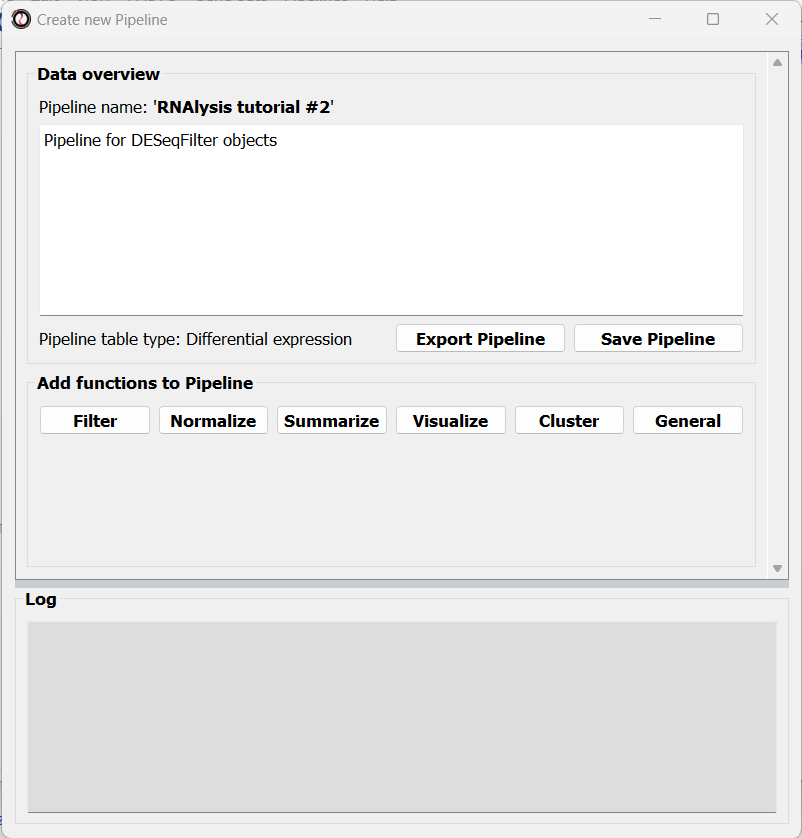 Create new Pipeline
Data overview
Pipeline name: 'RNAlysis tutorial #2'
Pipeline for DESeqFilter objects
Pipeline table type: Differential expression
Export Pipeline
Save Pipeline
Add functions to Pipeline
Filter
Normalize
Summarize
Visualize
Cluster
General
Log